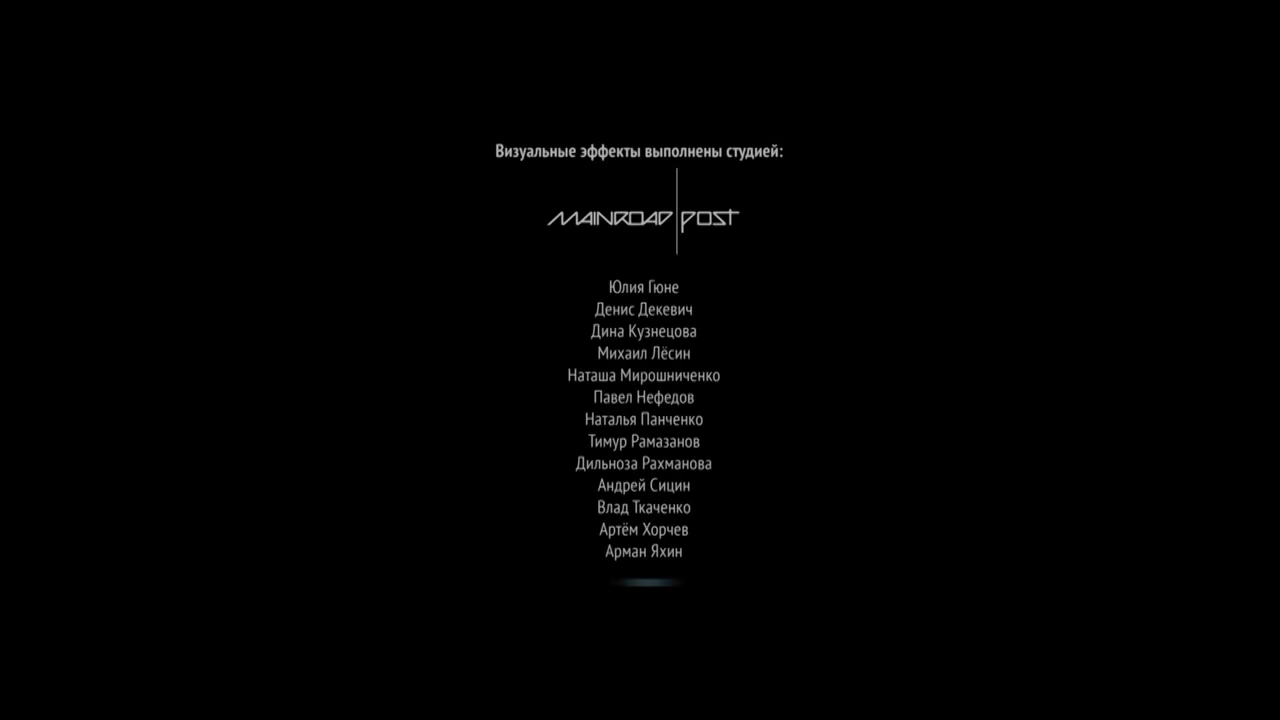 Визуальные эффекты выполнены студией:
MAINROAD POST
Юлия Гюне
Денис Декевич
Дина Кузнецова
Михаил Лёсин
Наташа Мирошниченко
Павел Нефедов
Наталья Панченко
Тимур Рамазанов
Дильноза Рахманова
Андрей Сицин
Влад Ткаченко
Артём Хорчев
Арман Яхин